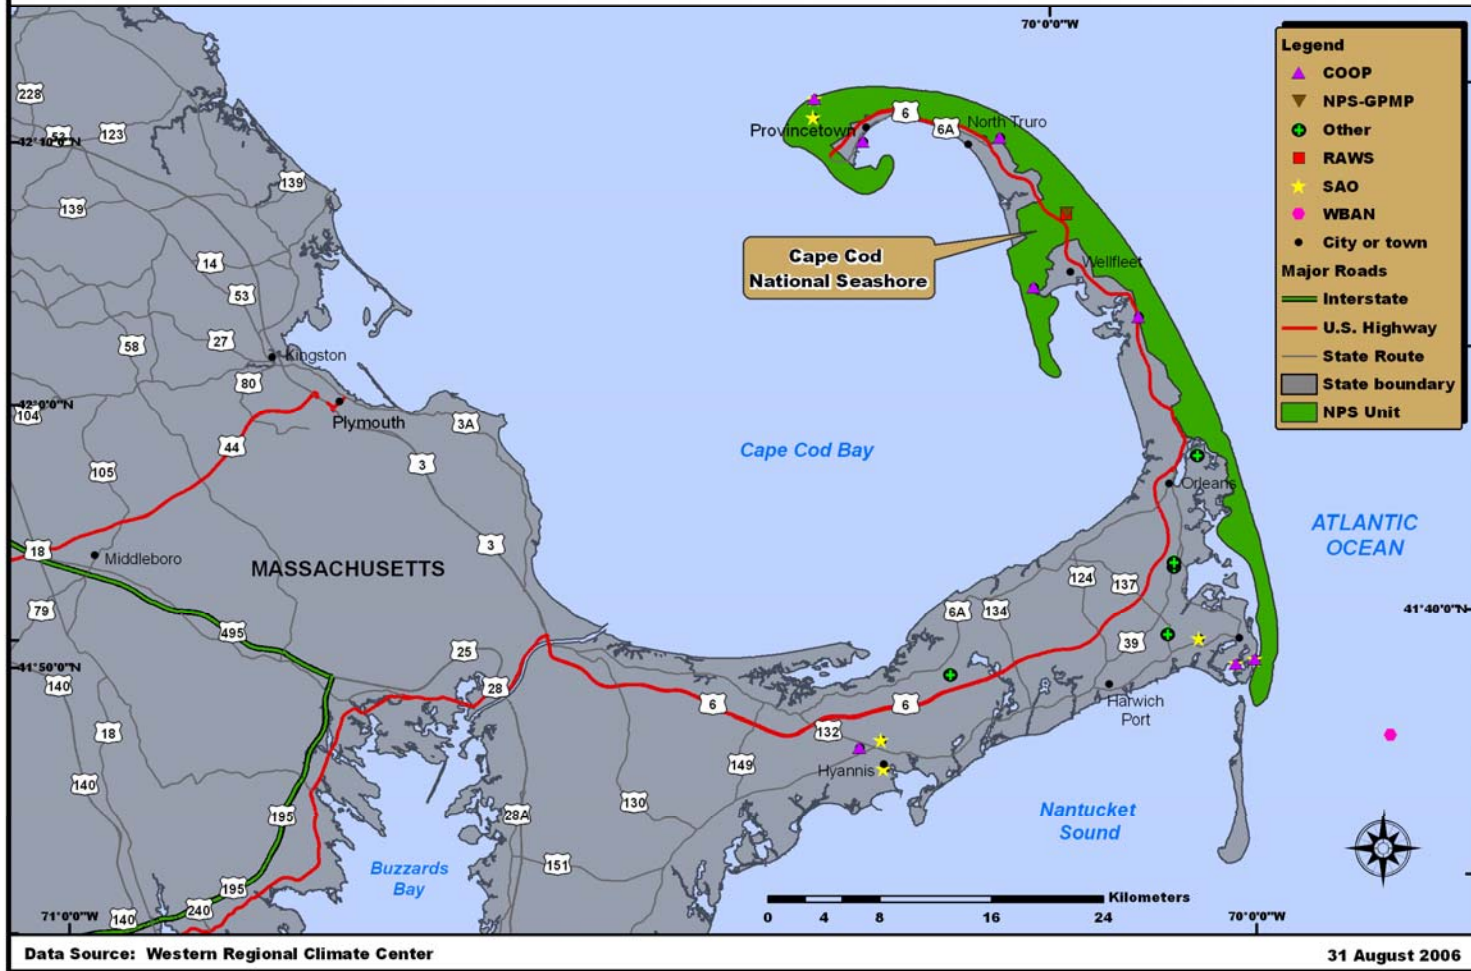 70°0'0"W
Legend
COOP
NPS-GPMP
Other
RAWS
SAO
WBAN
City or town
Major Roads
Interstate
U.S. Highway
State Route
State boundary
NPS Unit
228
53
123
42°10'0"N
139
139
14
53
27
58
Kingston
80
42°0'0"N
104
Plymouth
3A
44
3
105
3
18
Middleboro
MASSACHUSETTS
79
495
25
41°50'0"N
140
28
18
140
195
28A
151
195
240
140
71°0'0"W
Provincetown
6
6A
North Truro
Cape Cod
National Seashore
Wellfleet
Cape Cod Bay
Orleans
ATLANTIC
OCEAN
124
137
6A
134
41°40'0"N
39
6
6
132
Harwich
Port
149
Hyannis
130
Nantucket
Sound
Buzzards
Bay
Kilometers
0 4 8 16 24
70°0'0"W
Data Source: Western Regional Climate Center
31 August 2006